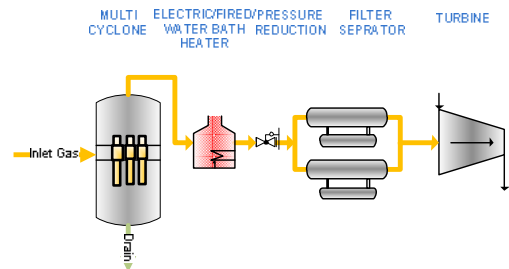 MULTI
CYCLONE
ELECTRIC/FIRED/
WATER BATH
HEATER
PRESSURE
REDUCTION
FILTER
SEPRATOR
TURBINE
Inlet Gas
Drain